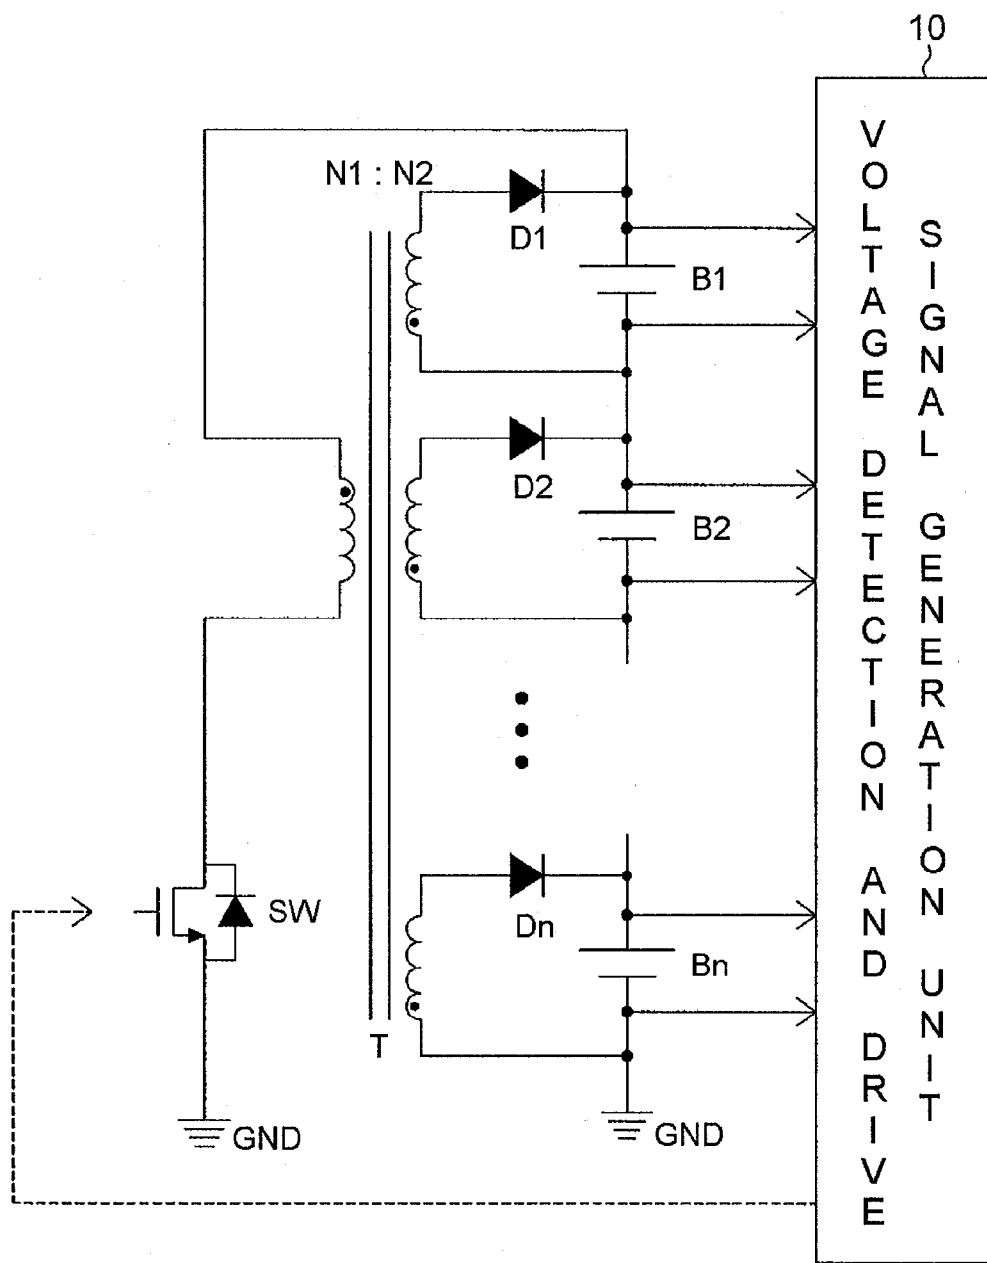 10
N1 : N2
D1
B1
D2
B2
Dn
Bn
SW
T
GND
GND
VOLTAGE DETECTION AND DRIVE
SIGNAL GENERATION UNIT